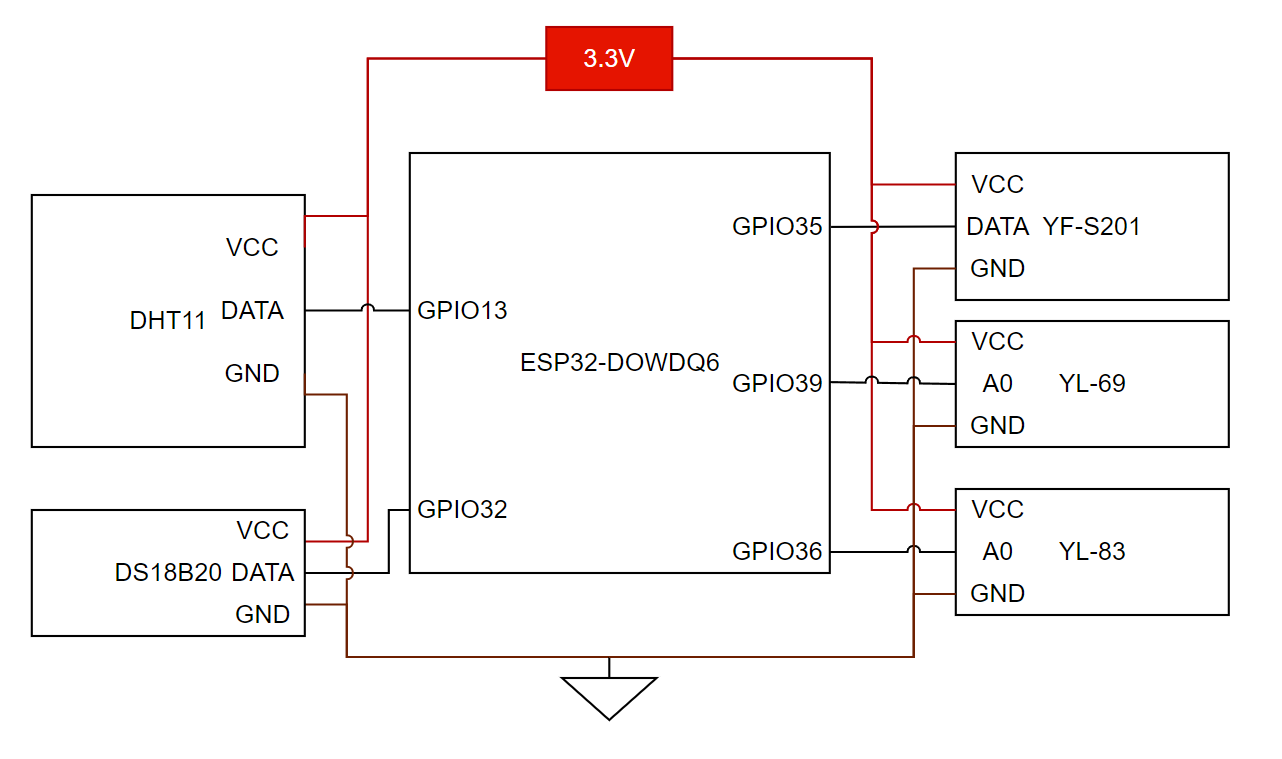 3.3V
VCC
DATA
DHT11
GND
VCC
DS18B20 DATA
GND
GPIO13
ESP32-DOWDQ6
GPIO32
GPIO35
GPIO39
GPIO36
VCC
DATA YF-S201
GND
VCC
A0 YL-69
GND
VCC
A0 YL-83
GND